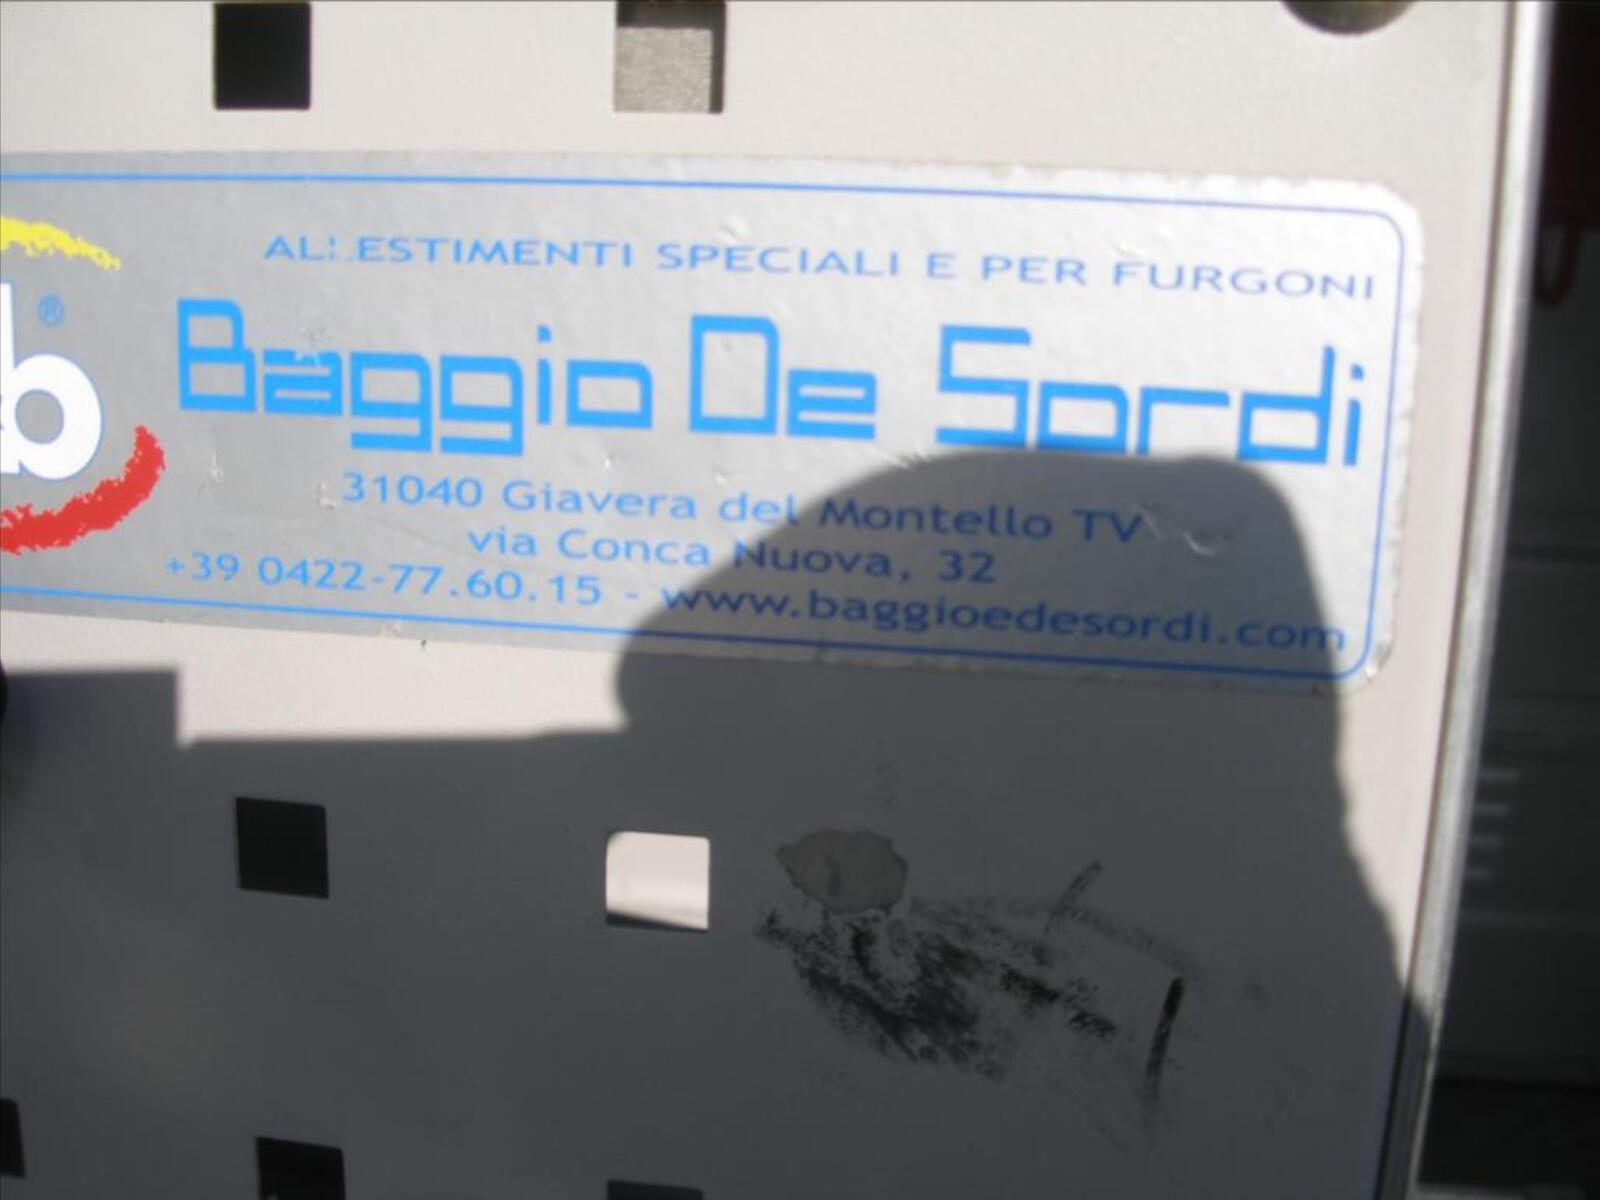 ALLESTIMENTI SPECIALI E PER FURGONI
b®
Baggio De Sordi
31040 Giavera del Montello TV
via Conca Nuova, 32
+39 0422-77.60.15 - www.baggioedesordi.com